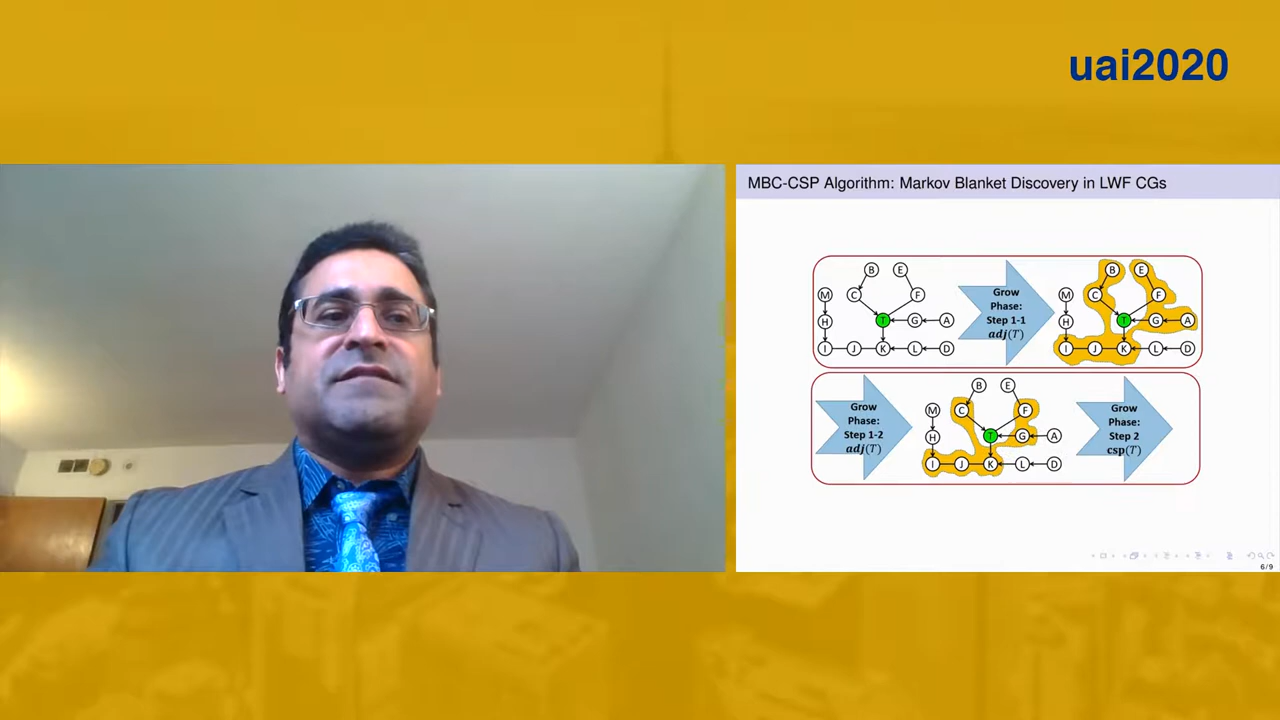 uai2020
MBC-CSP Algorithm: Markov Blanket Discovery in LWF CGs
B E
M C F
T G A
H
I J K L D
Grow
Phase:
Step 1-1
adj(T)
B E
M C F
T G A
H
I J K L D
Grow
Phase:
Step 1-2
adj(T)
B E
M C F
H T G A
I J K L D
Grow
Phase:
Step 2
csp(T)
6/9